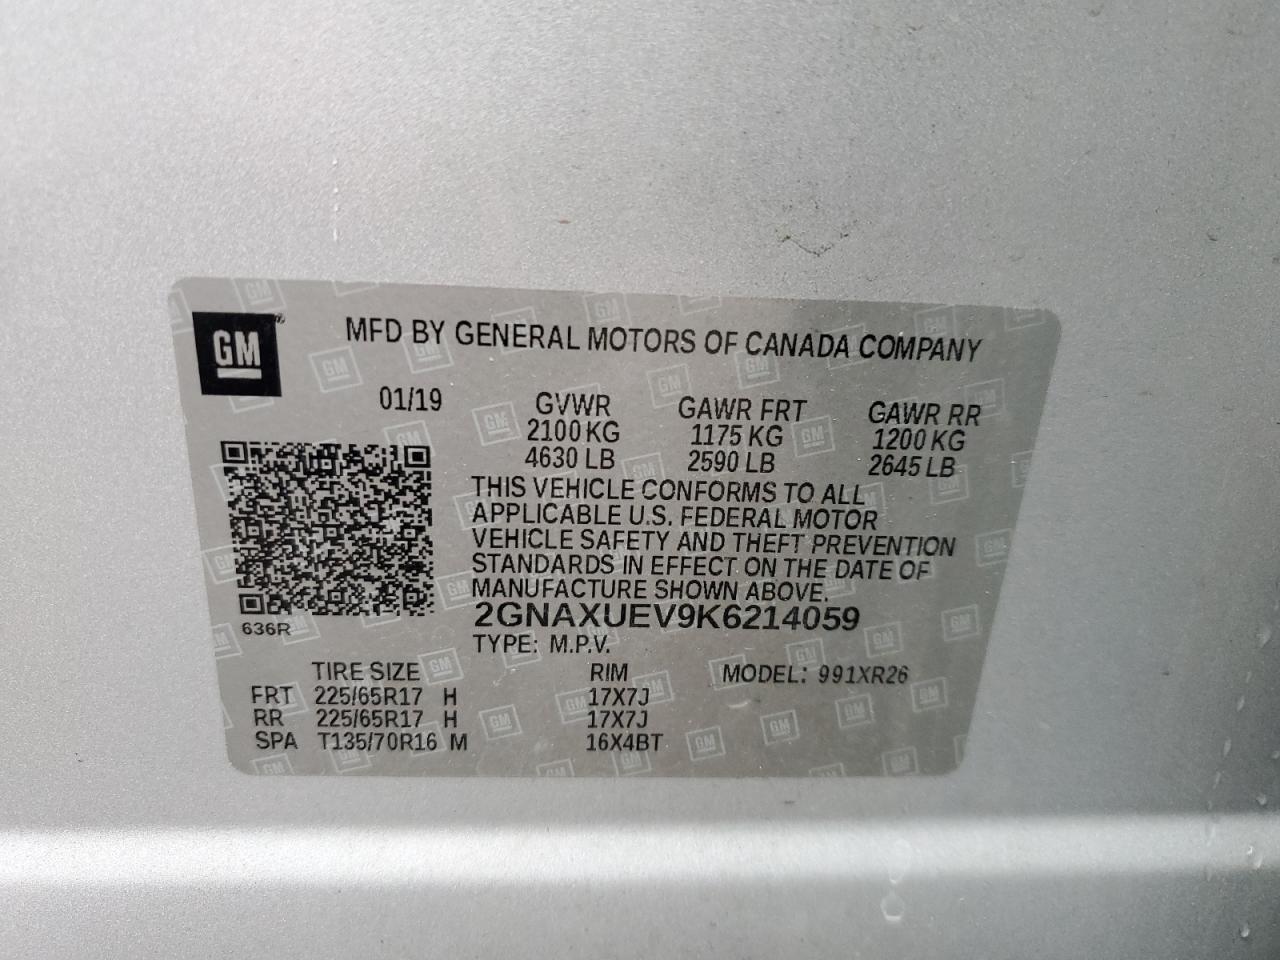 GM
MFD BY GENERAL MOTORS OF CANADA COMPANY
01/19 GVWR GAWR FRT GAWR RR
2100 KG 1175 KG 1200 KG
4630 LB 2590 LB 2645 LB
THIS VEHICLE CONFORMS TO ALL
APPLICABLE U.S. FEDERAL MOTOR
VEHICLE SAFETY AND THEFT PREVENTION
STANDARDS IN EFFECT ON THE DATE OF
MANUFACTURE SHOWN ABOVE.
2GNAXUEV9K6214059
636R
TYPE: M.P.V.
TIRE SIZE RIM MODEL: 991XR26
FRT 225/65R17 H 17X7J
RR 225/65R17 H 17X7J
SPA T135/70R16 M 16X4BT